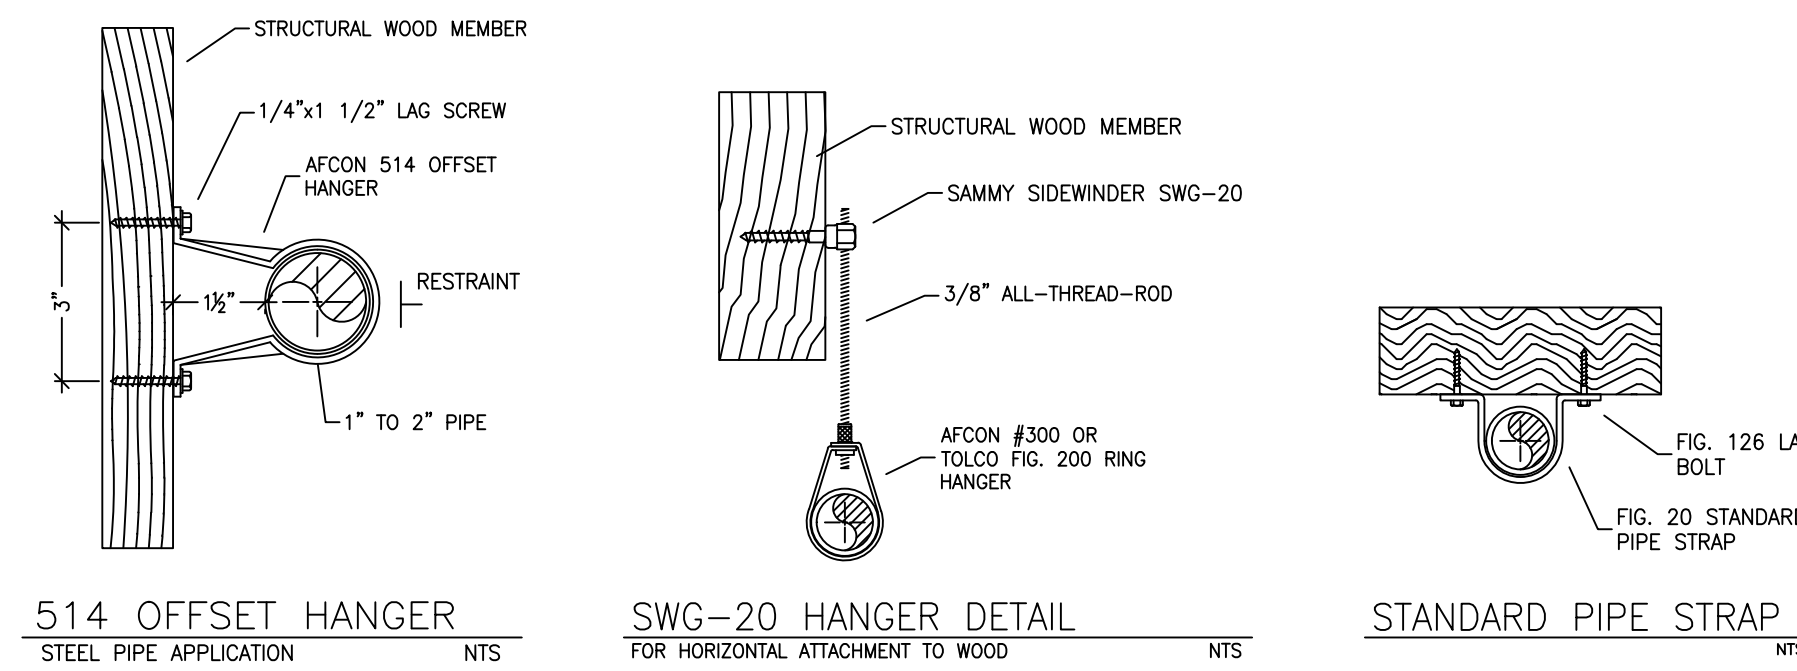 STRUCTURAL WOOD MEMBER
1/4"x1 1/2" LAG SCREW
AFCON 514 OFFSET
HANGER
3"
1½"
RESTRAINT
1" TO 2" PIPE
514 OFFSET HANGER
STEEL PIPE APPLICATION NTS
STRUCTURAL WOOD MEMBER
SAMMY SIDEWINDER SWG-20
3/8" ALL-THREAD-ROD
AFCON #300 OR
TOLCO FIG. 200 RING
HANGER
SWG-20 HANGER DETAIL
FOR HORIZONTAL ATTACHMENT TO WOOD NTS
FIG. 126
BOLT
FIG. 20 STANDARD
PIPE STRAP
STANDARD PIPE STRAP
NTS